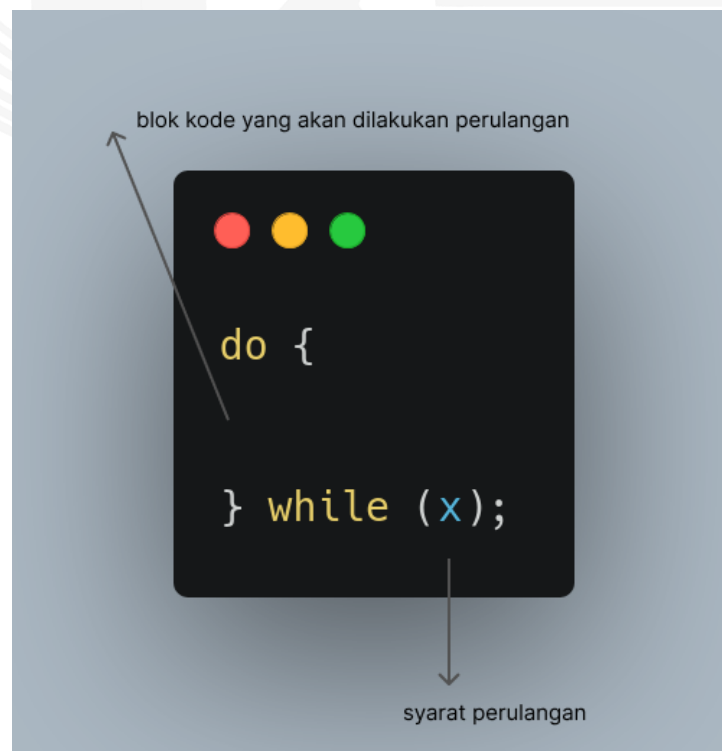 blok kode yang akan dilakukan perulangan
do {
} while (x);
syarat perulangan